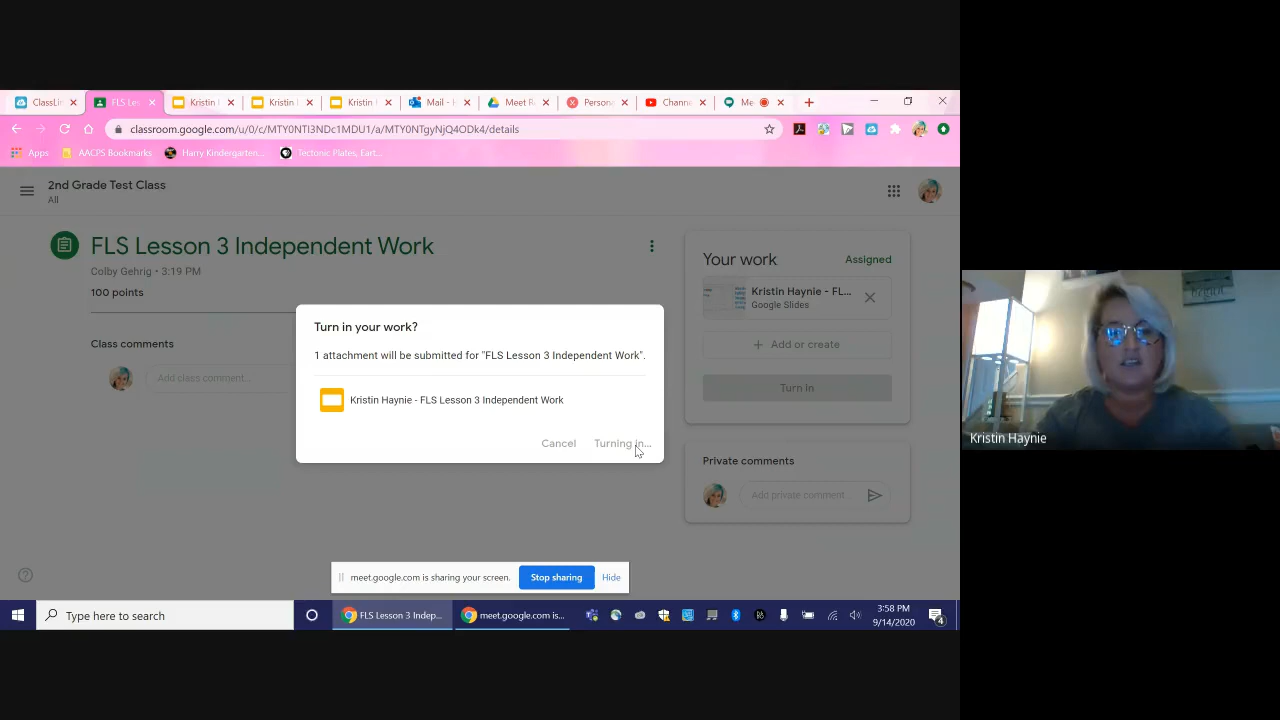 ClassLi
FLS Les
Kristin
Kristin
Kristin
Mail - H
Meet Re
Persona
Channe
Me
classroom.google.com/u/0/c/MTY0NTI3NDc1MDU1/a/MTY0NTgyNjQ4ODk4/details
Apps
AACPS Bookmarks
Harry Kindergarten...
Tectonic Plates, Eart...
2nd Grade Test Class
All
FLS Lesson 3 Independent Work
Colby Gehrig • 3:19 PM
100 points
Class comments
Add class comment...
Your work
Assigned
Kristin Haynie - FL...
Google Slides
+ Add or create
Turn in
Private comments
Add private comment...
Turn in your work?
1 attachment will be submitted for "FLS Lesson 3 Independent Work".
Kristin Haynie - FLS Lesson 3 Independent Work
Cancel
Turning in...
Kristin Haynie
meet.google.com is sharing your screen.
Stop sharing
Hide
Type here to search
FLS Lesson 3 Indep...
meet.google.com is...
3:58 PM
9/14/2020
4